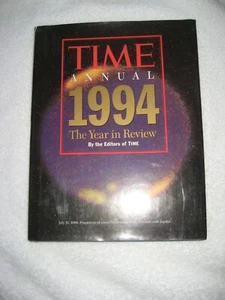 TIME
ANNUAL
1994
The Year in Review
By the Editors of TIME